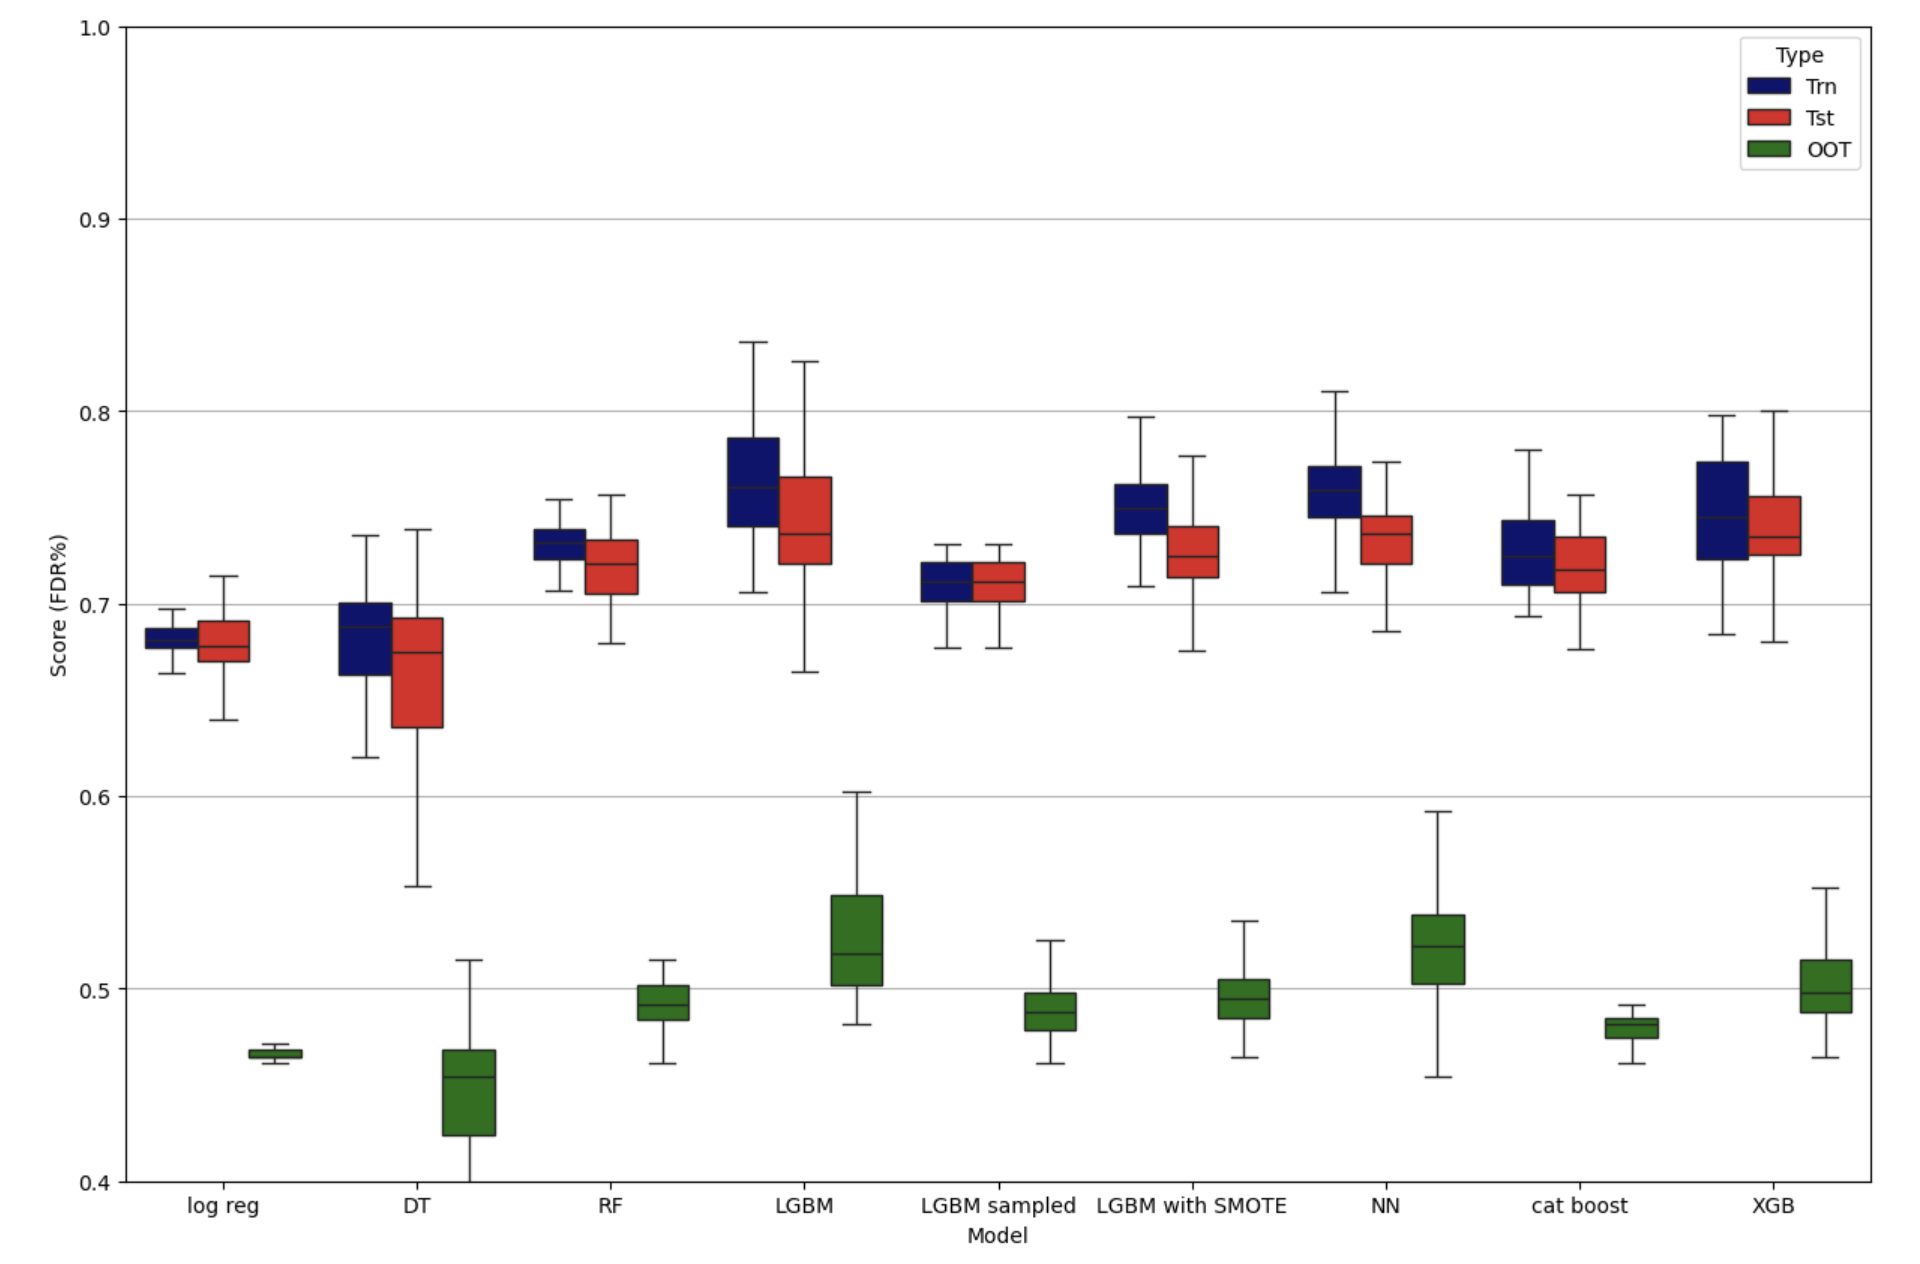 1.0
0.9
0.8
0.7
0.6
0.5
0.4
Score (FDR%)
Type
Trn
Tst
OOT
log reg DT RF LGBM LGBM sampled LGBM with SMOTE NN cat boost XGB
Model